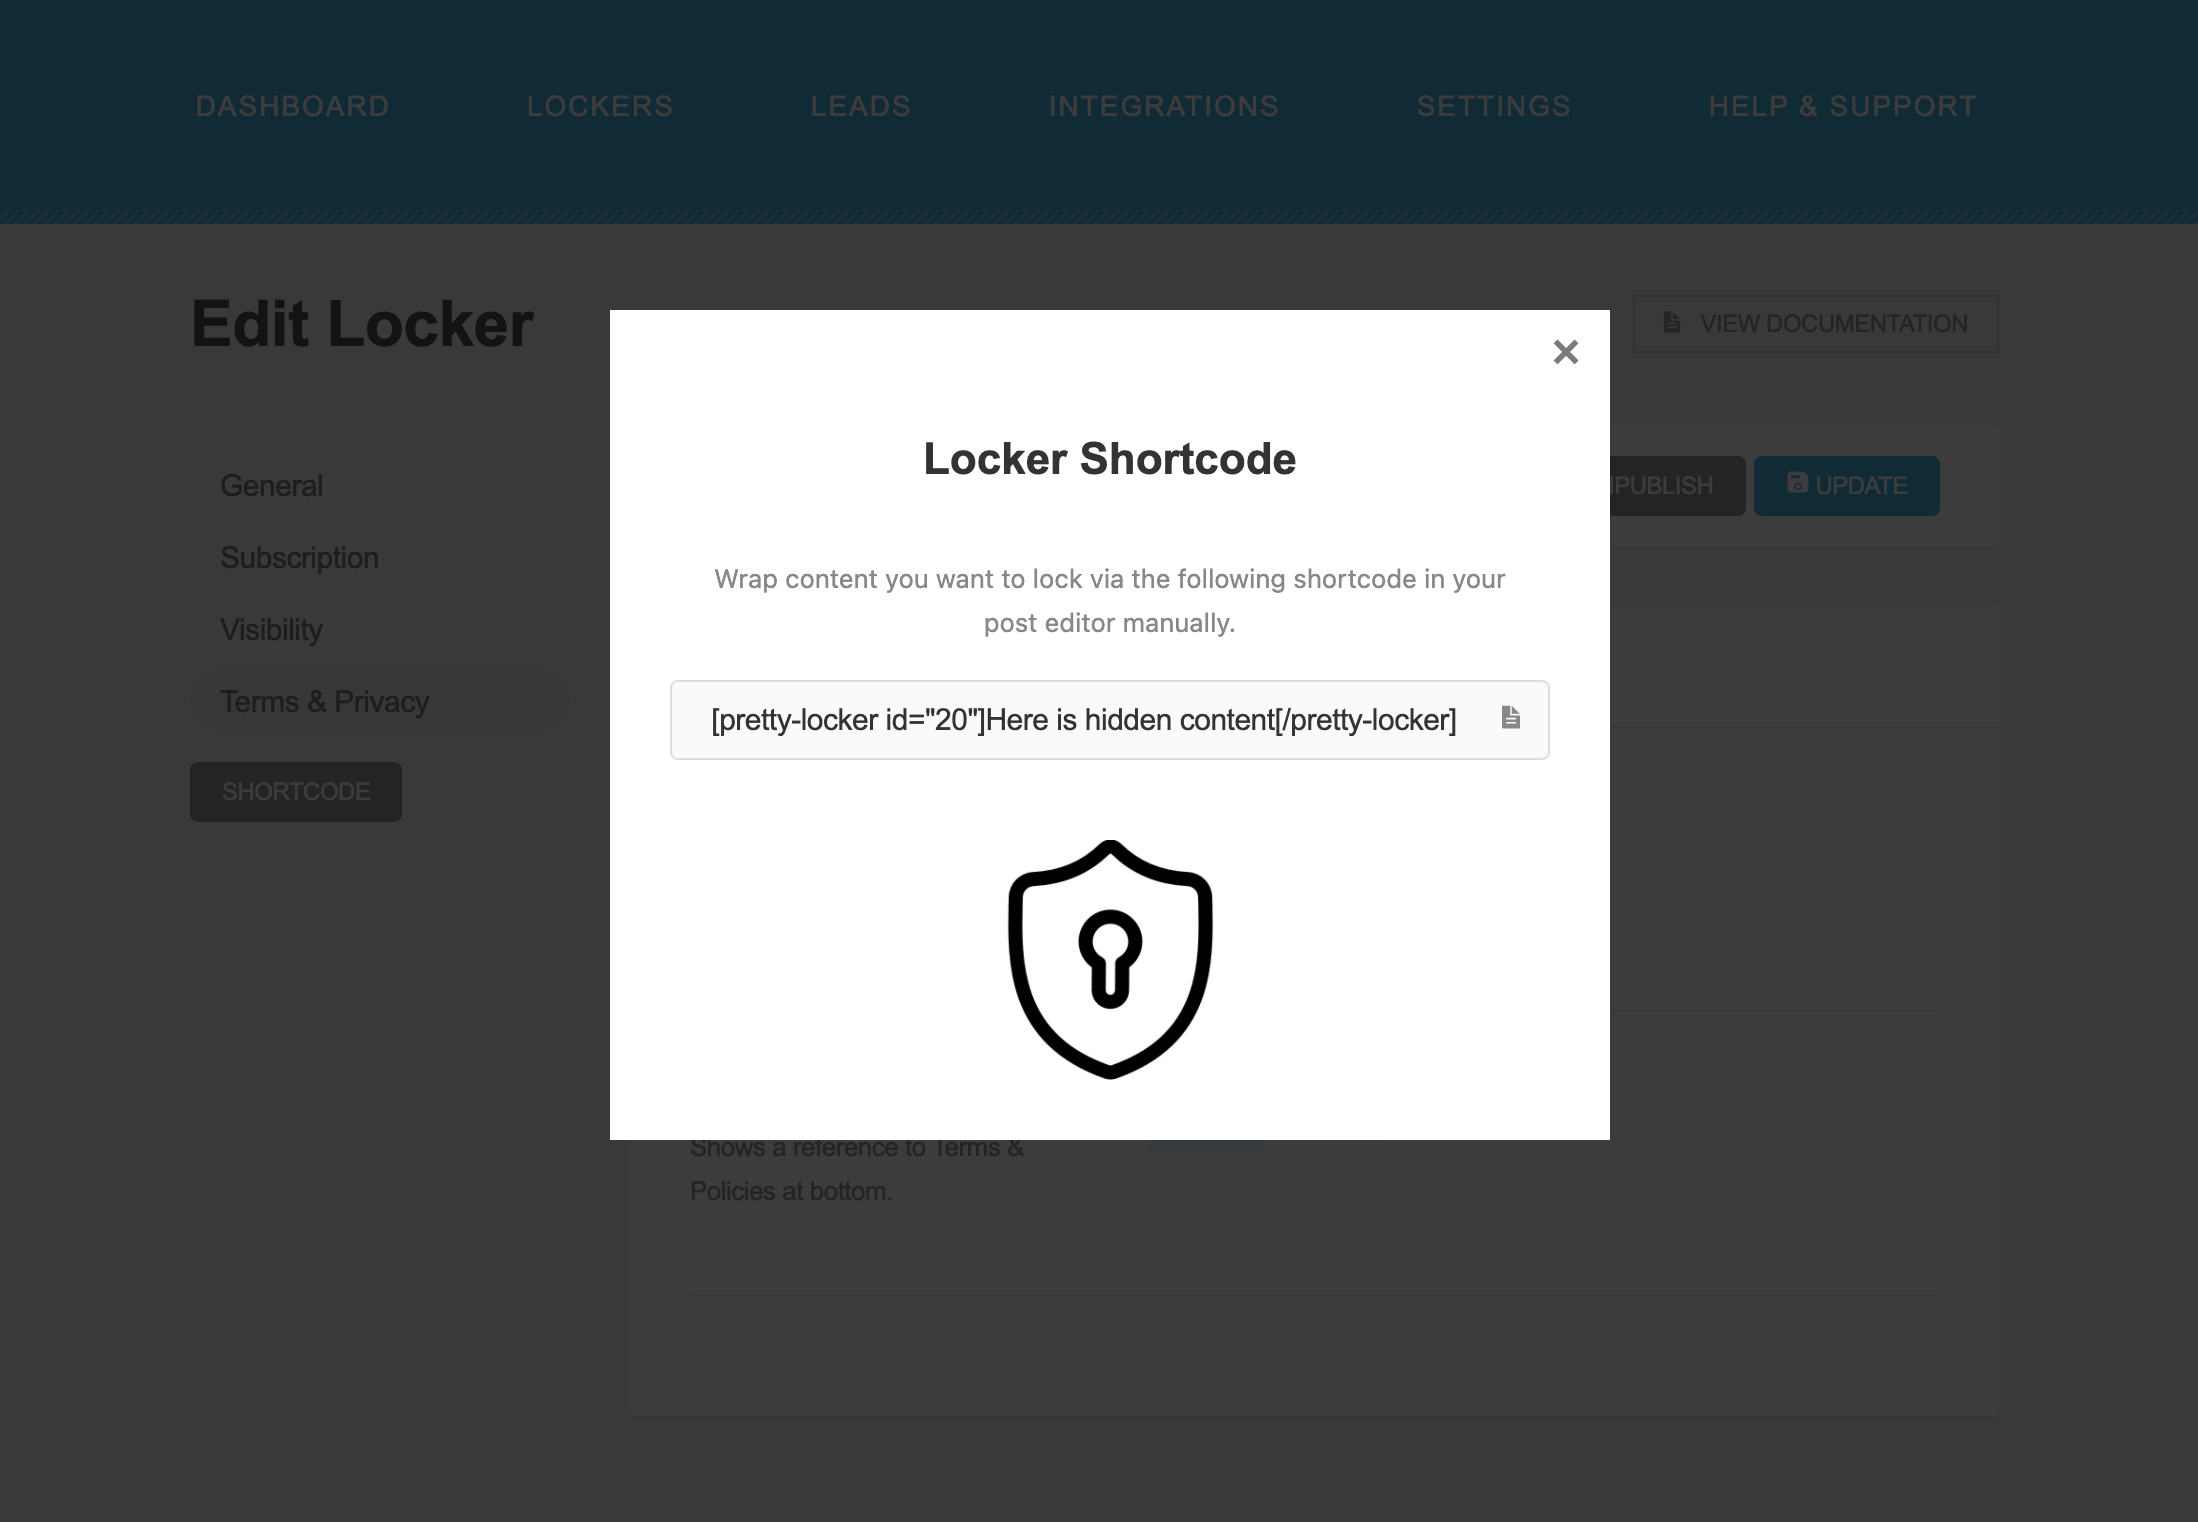 DASHBOARD LOCKERS LEADS INTEGRATIONS SETTINGS HELP & SUPPORT
Edit Locker
VIEW DOCUMENTATION
×
Locker Shortcode
General
IPUBLISH UPDATE
Subscription
Wrap content you want to lock via the following shortcode in your
post editor manually.
Visibility
Terms & Privacy
[pretty-locker id="20"]Here is hidden content[/pretty-locker]
SHORTCODE
Shows a reference to Terms &
Policies at bottom.